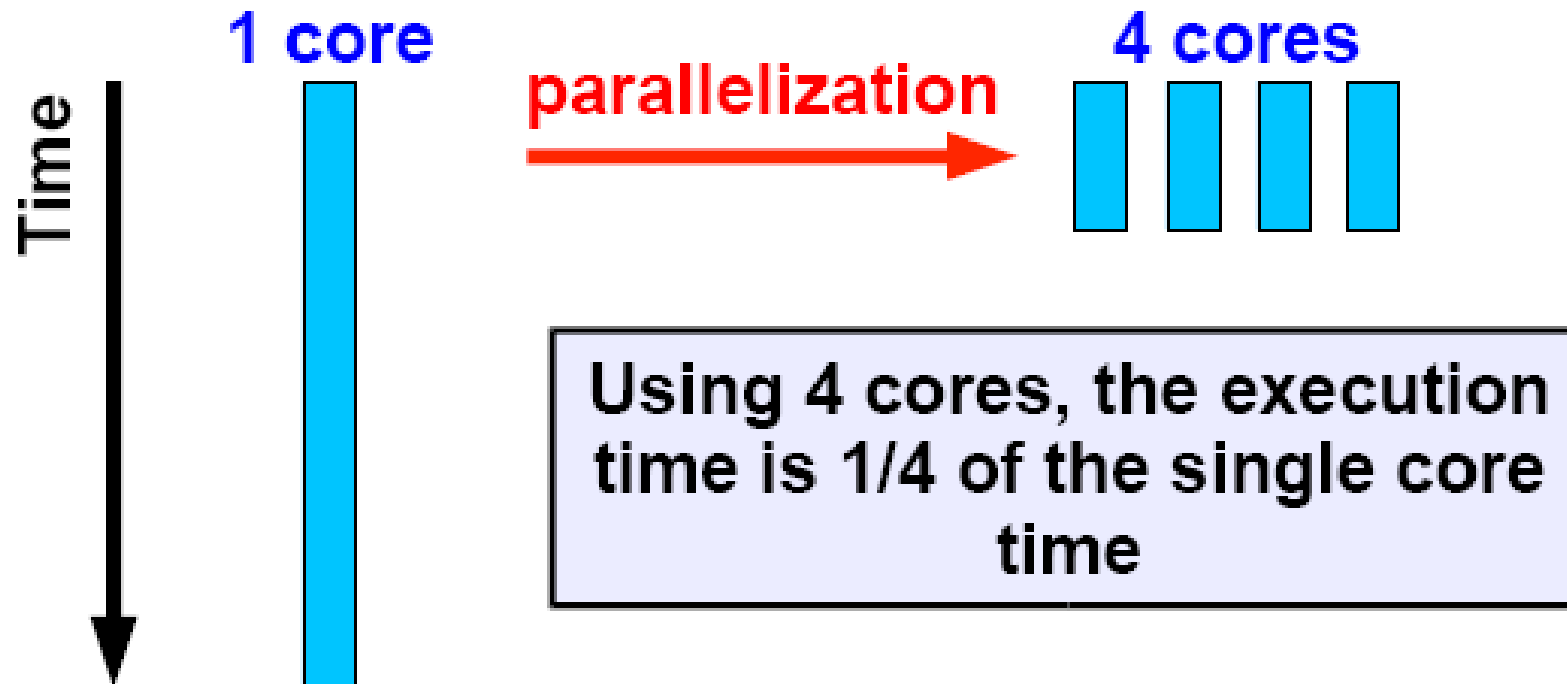 1 core
4 cores
parallelization
Time
Using 4 cores, the execution
time is 1/4 of the single core
time